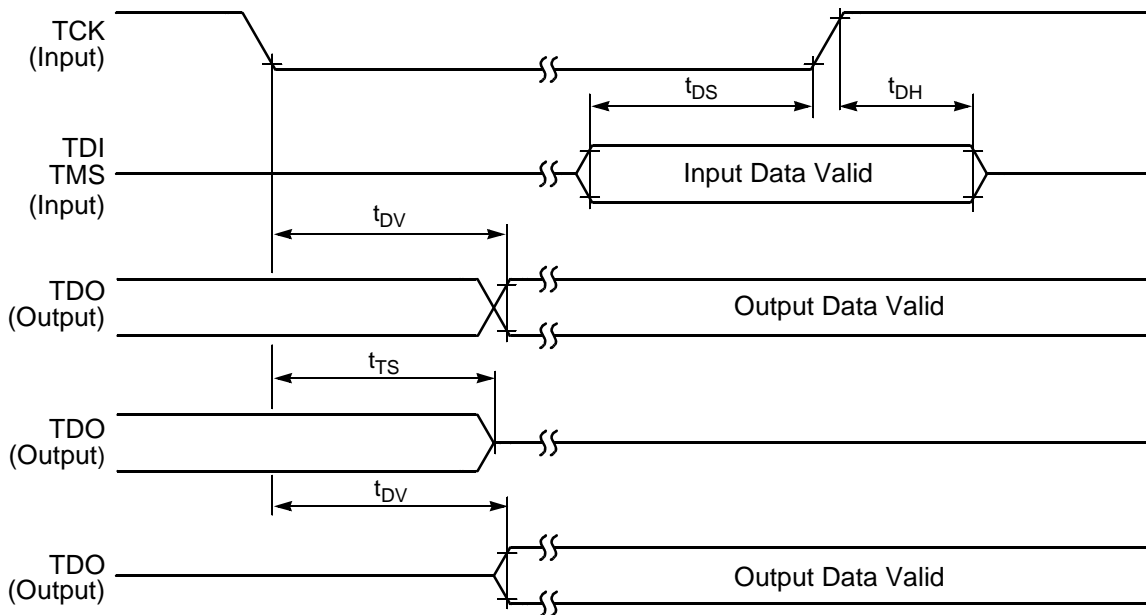 TCK
(Input)
tDS
tDH
TDI
TMS
(Input)
Input Data Valid
tDV
TDO
(Output)
Output Data Valid
tTS
TDO
(Output)
tDV
TDO
(Output)
Output Data Valid